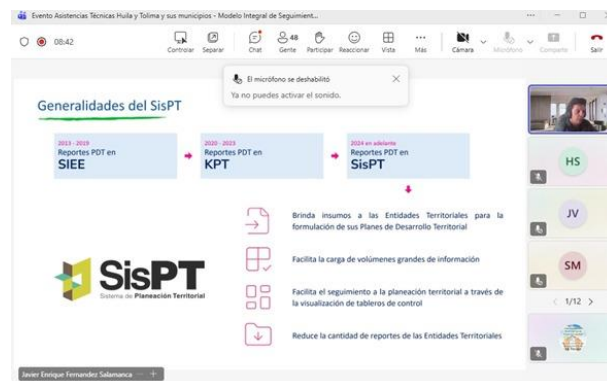 Evento Asistencias Técnicas Huila y Tolima y sus municipios - Modelo Integral de Seguimient...
08:42
Controlar
Separar
Chat
48
Gente
Participar
Reaccionar
Vista
Más
Cámara
Micrófono
Compartir
Salir
El micrófono se deshabilitó
Ya no puedes activar el sonido.
Generalidades del SisPT
2013 - 2019
Reportes PDT en
SIEE
2020 - 2023
Reportes PDT en
KPT
2024 en adelante
Reportes PDT en
SisPT
Brinda insumos a las Entidades Territoriales para la
formulación de sus Planes de Desarrollo Territorial
Facilita la carga de volúmenes grandes de información
Facilita el seguimiento a la planeación territorial a través de
la visualización de tableros de control
Reduce la cantidad de reportes de las Entidades Territoriales
SisPT
Sistema de Planeación Territorial
HS
JV
SM
1/12
Javier Enrique Fernandez Salamanca